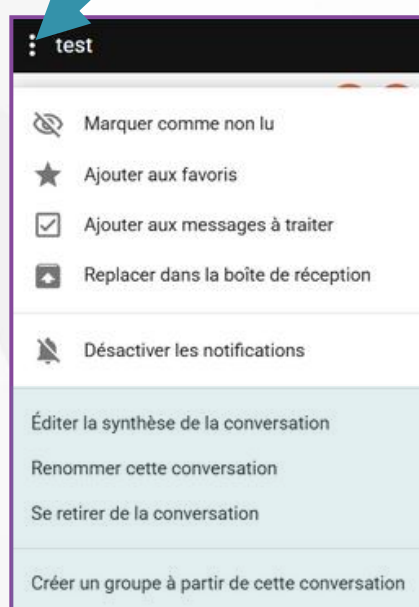 test
Marquer comme non lu
Ajouter aux favoris
Ajouter aux messages à traiter
Replacer dans la boîte de réception
Désactiver les notifications
Éditer la synthèse de la conversation
Renommer cette conversation
Se retirer de la conversation
Créer un groupe à partir de cette conversation